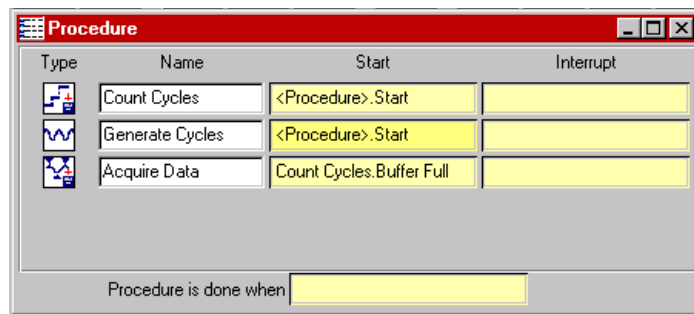 Procedure
Type Name Start Interrupt
Count Cycles <Procedure>.Start
Generate Cycles <Procedure>.Start
Acquire Data Count Cycles.Buffer Full
Procedure is done when